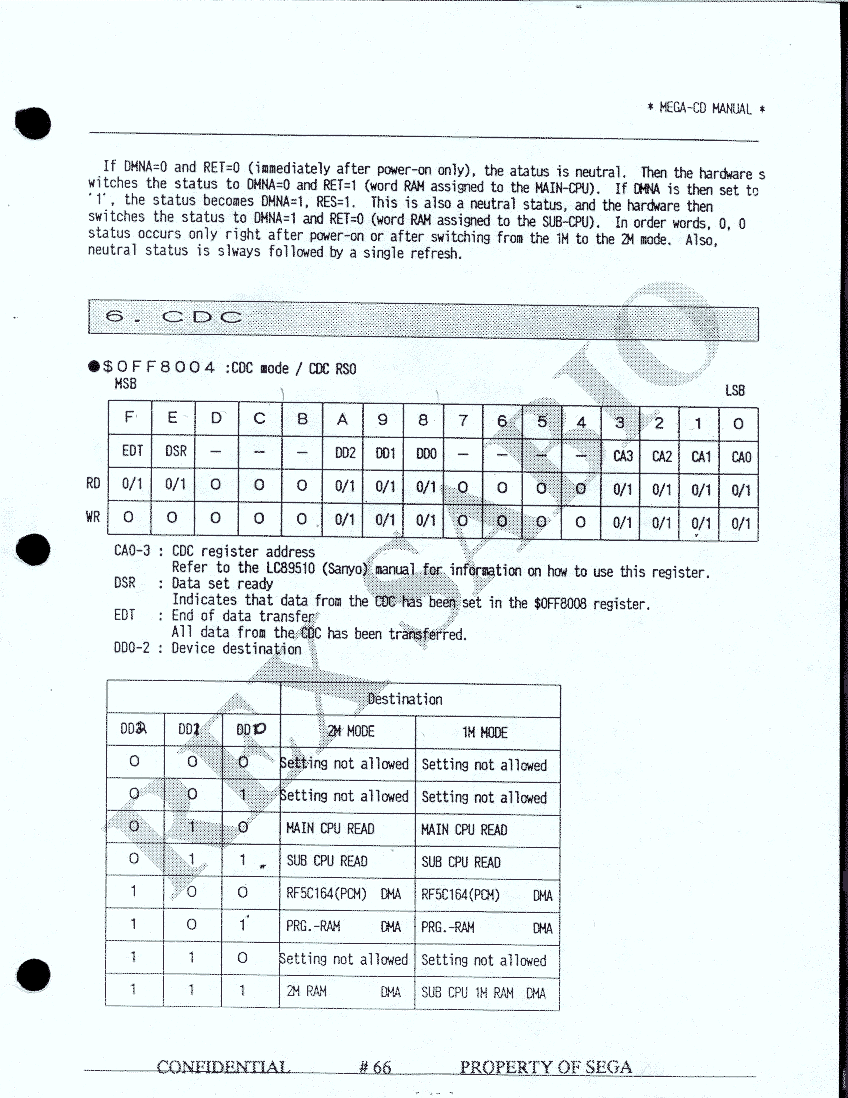 * MEGA-CD MANUAL *
If DMNA=0 and RET=0 (immediately after power-on only), the atatus is neutral. Then the hardware s
witches the status to DMNA=0 and RET=1 (word RAM assigned to the MAIN-CPU). If DMNA is then set to
'1', the status becomes DMNA=1, RES=1. This is also a neutral status, and the hardware then
switches the status to DMNA=1 and RET=0 (word RAM assigned to the SUB-CPU). In order words, 0, 0
status occurs only right after power-on or after switching from the 1M to the 2M mode. Also,
neutral status is slways followed by a single refresh.
6. CDC
●$0FF8004 :CDC mode / CDC RS0
MSB LSB
F E D C B A 9 8 7 6 5 4 3 2 1 0
EDT DSR — — — DD2 DD1 DD0 — — — — CA3 CA2 CA1 CA0
RD 0/1 0/1 0 0 0 0/1 0/1 0/1 0 0 0 0 0/1 0/1 0/1 0/1
WR 0 0 0 0 0 0/1 0/1 0/1 0 0 0 0 0/1 0/1 0/1 0/1
CA0-3 : CDC register address
Refer to the LC89510 (Sanyo) manual for information on how to use this register.
DSR : Data set ready
Indicates that data from the CDC has been set in the $0FF8008 register.
EDT : End of data transfer
All data from the CDC has been transferred.
DD0-2 : Device destination
Destination
DD2 DD1 DD0 2M MODE 1M MODE
0 0 0 Setting not allowed Setting not allowed
0 0 1 Setting not allowed Setting not allowed
0 1 0 MAIN CPU READ MAIN CPU READ
0 1 1 SUB CPU READ SUB CPU READ
1 0 0 RF5C164(PCM) DMA RF5C164(PCM) DMA
1 0 1 PRG.-RAM DMA PRG.-RAM DMA
1 1 0 Setting not allowed Setting not allowed
1 1 1 2M RAM DMA SUB CPU 1M RAM DMA
REX SABIO
CONFIDENTIAL # 66 PROPERTY OF SEGA